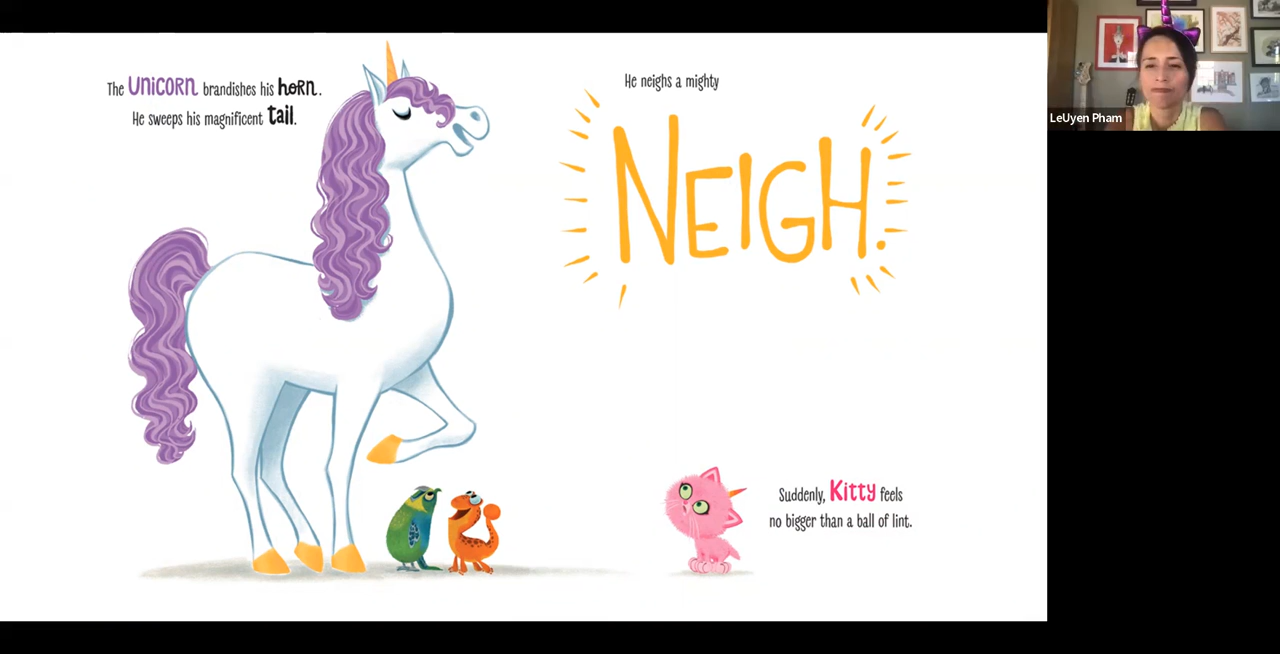 The Unicorn brandishes his horn.
He sweeps his magnificent tail.
He neighs a mighty
NEIGH.
Suddenly, Kitty feels
no bigger than a ball of lint.
LeUyen Pham